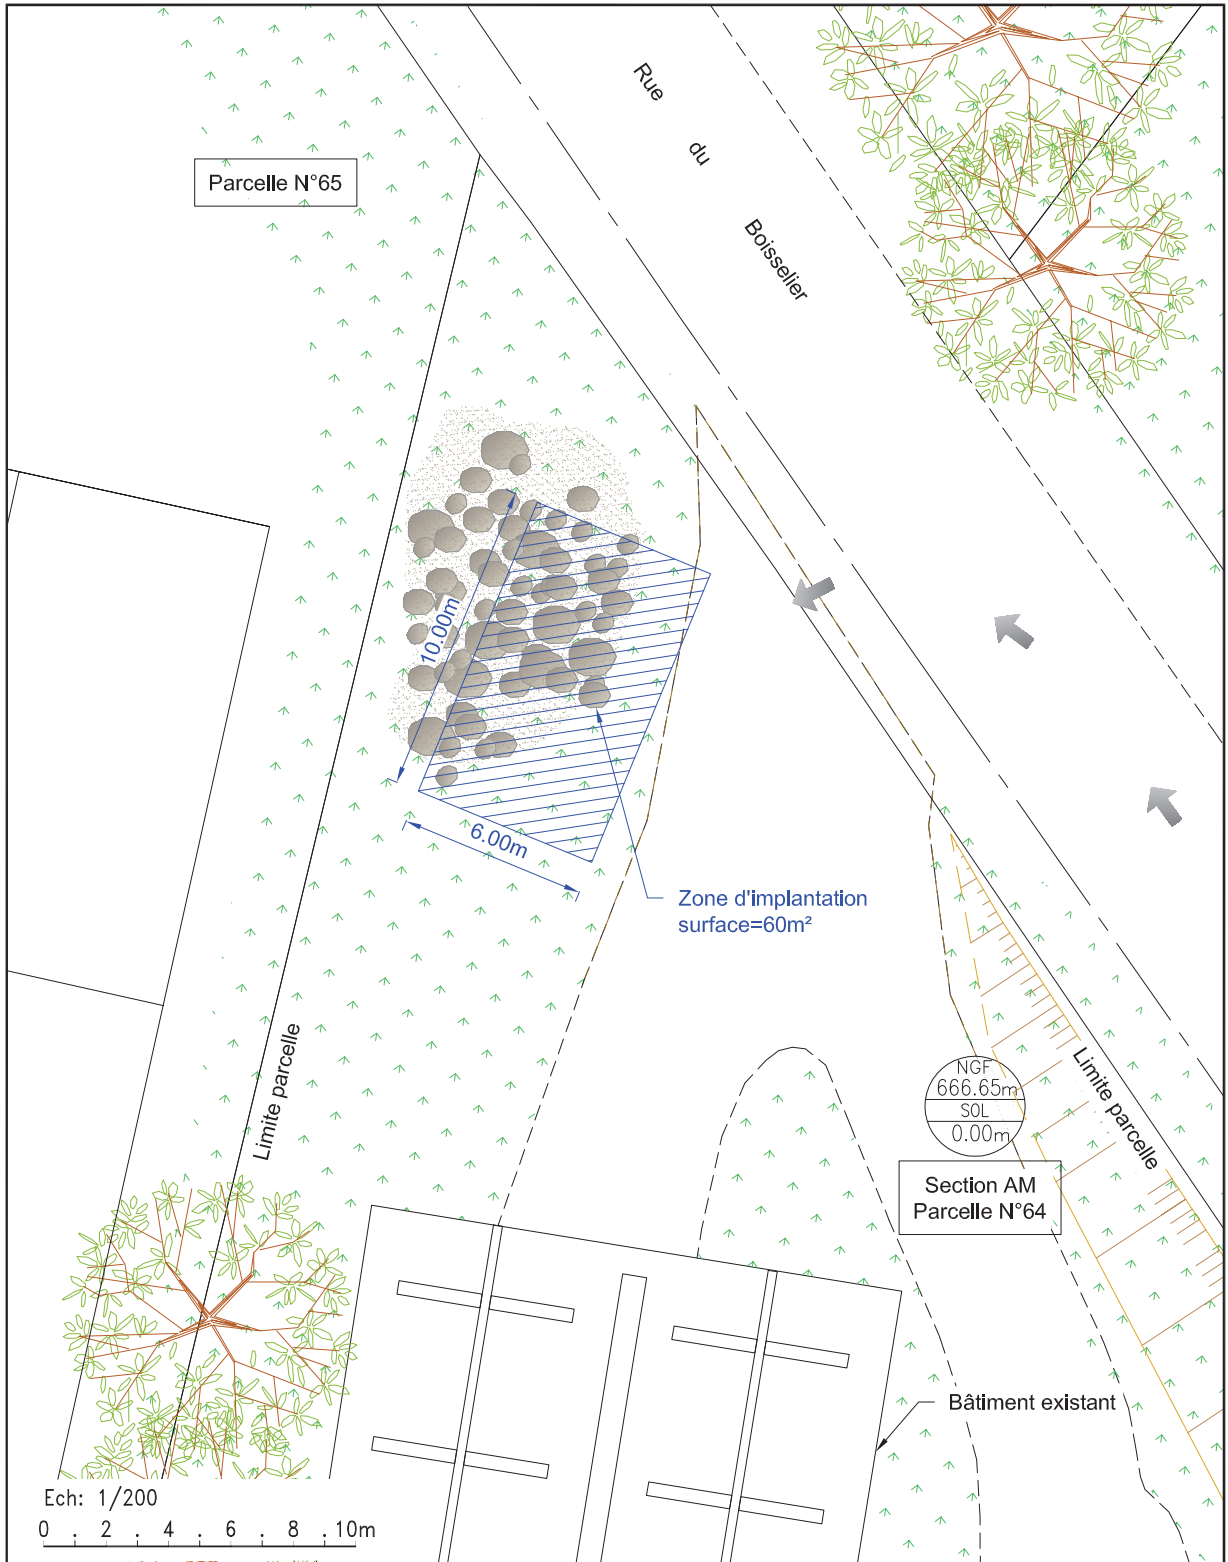 Rue
du
Boisselier
Parcelle N°65
10.00m
6.00m
Zone d'implantation
surface=60m²
Limite parcelle
Limite parcelle
NGF
666.65m
SOL
0.00m
Section AM
Parcelle N°64
Bâtiment existant
Ech: 1/200
0 . 2 . 4 . 6 . 8 . 10m